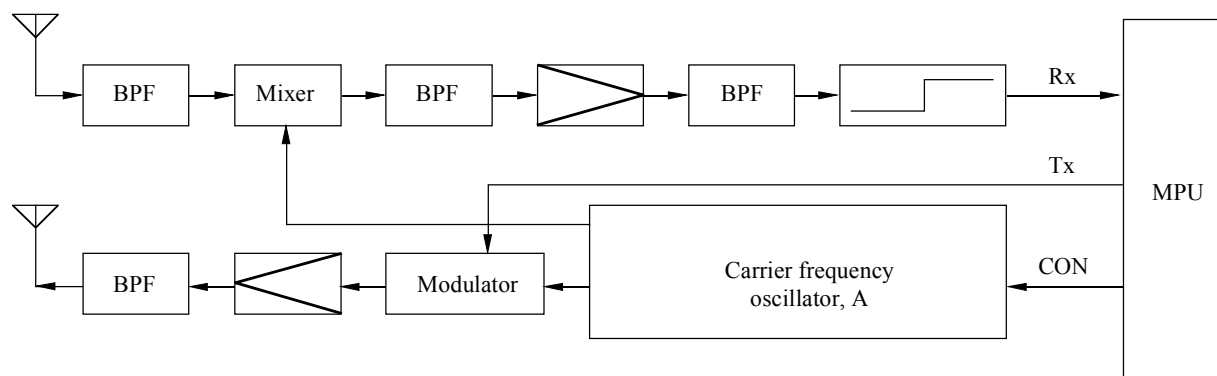 BPF
Mixer
BPF
BPF
Rx
Tx
MPU
BPF
Modulator
Carrier frequency
oscillator, A
CON